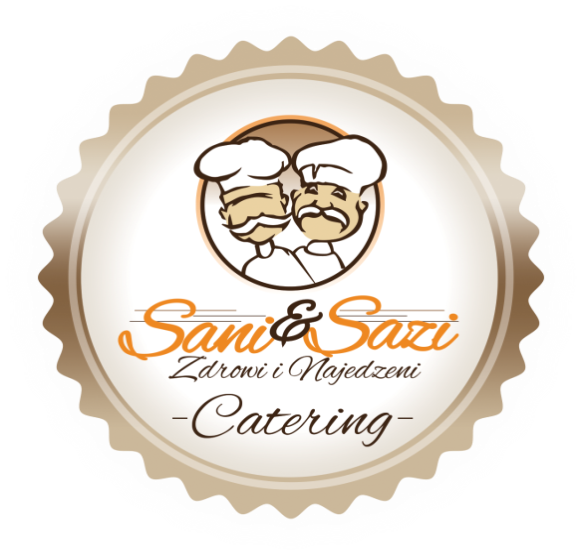 Sani & Sazi
Zdrowi i Najedzeni
-Catering-